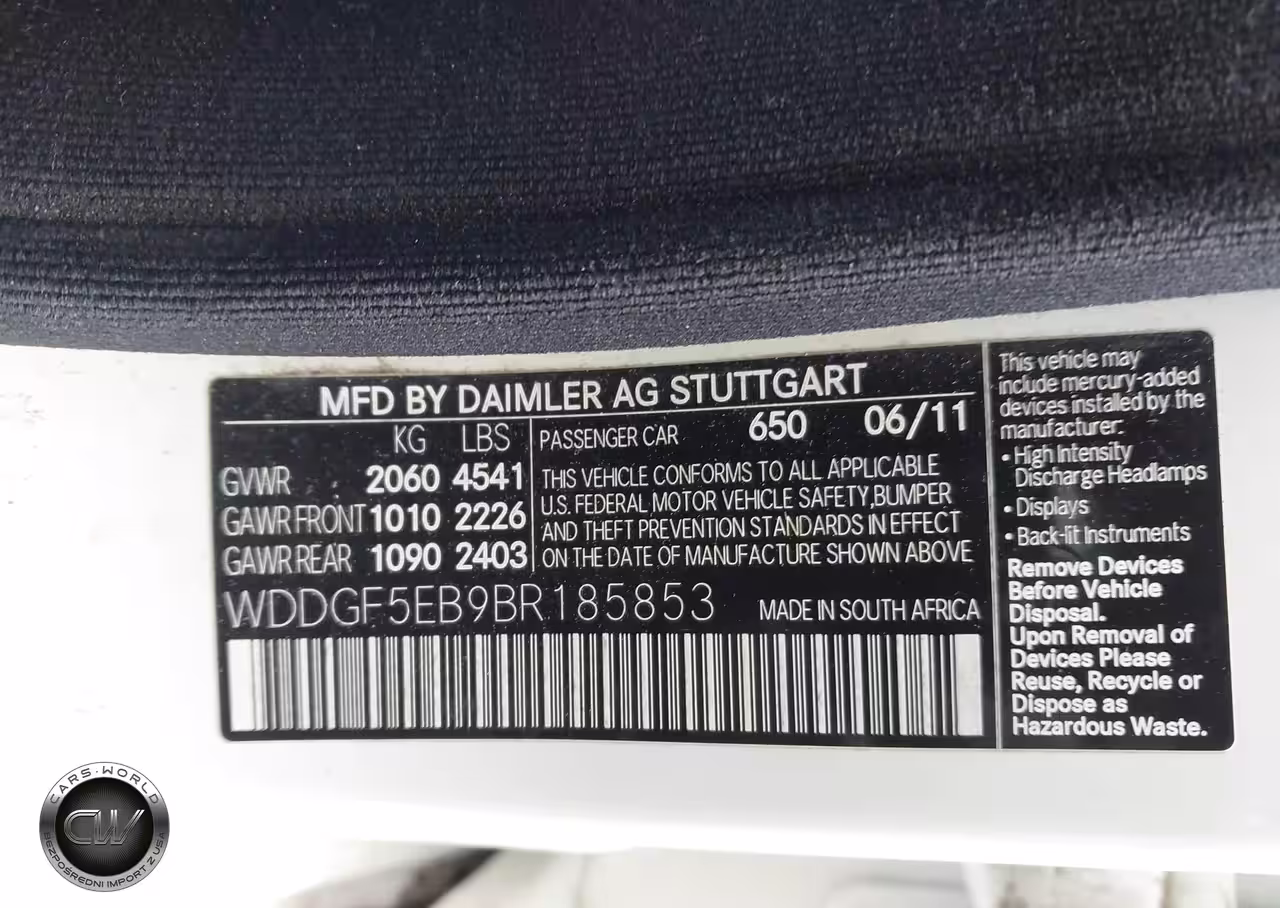 MFD BY DAIMLER AG STUTTGART
KG LBS
GVWR 2060 4541
GAWR FRONT 1010 2226
GAWR REAR 1090 2403
PASSENGER CAR 650 06/11
THIS VEHICLE CONFORMS TO ALL APPLICABLE
U.S. FEDERAL MOTOR VEHICLE SAFETY,BUMPER
AND THEFT PREVENTION STANDARDS IN EFFECT
ON THE DATE OF MANUFACTURE SHOWN ABOVE
WDDGF5EB9BR185853 MADE IN SOUTH AFRICA
This vehicle may
include mercury-added
devices installed by the
manufacturer:
• High Intensity
Discharge Headlamps
• Displays
• Back-lit Instruments
Remove Devices
Before Vehicle
Disposal.
Upon Removal of
Devices Please
Reuse, Recycle or
Dispose as
Hazardous Waste.
CARS·WORLD
CW
BEZPOŚREDNI IMPORT Z USA